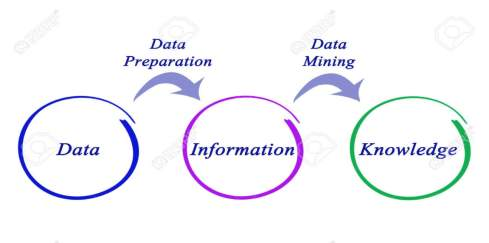 Data
Preparation
Data
Mining
Data
Information
Knowledge